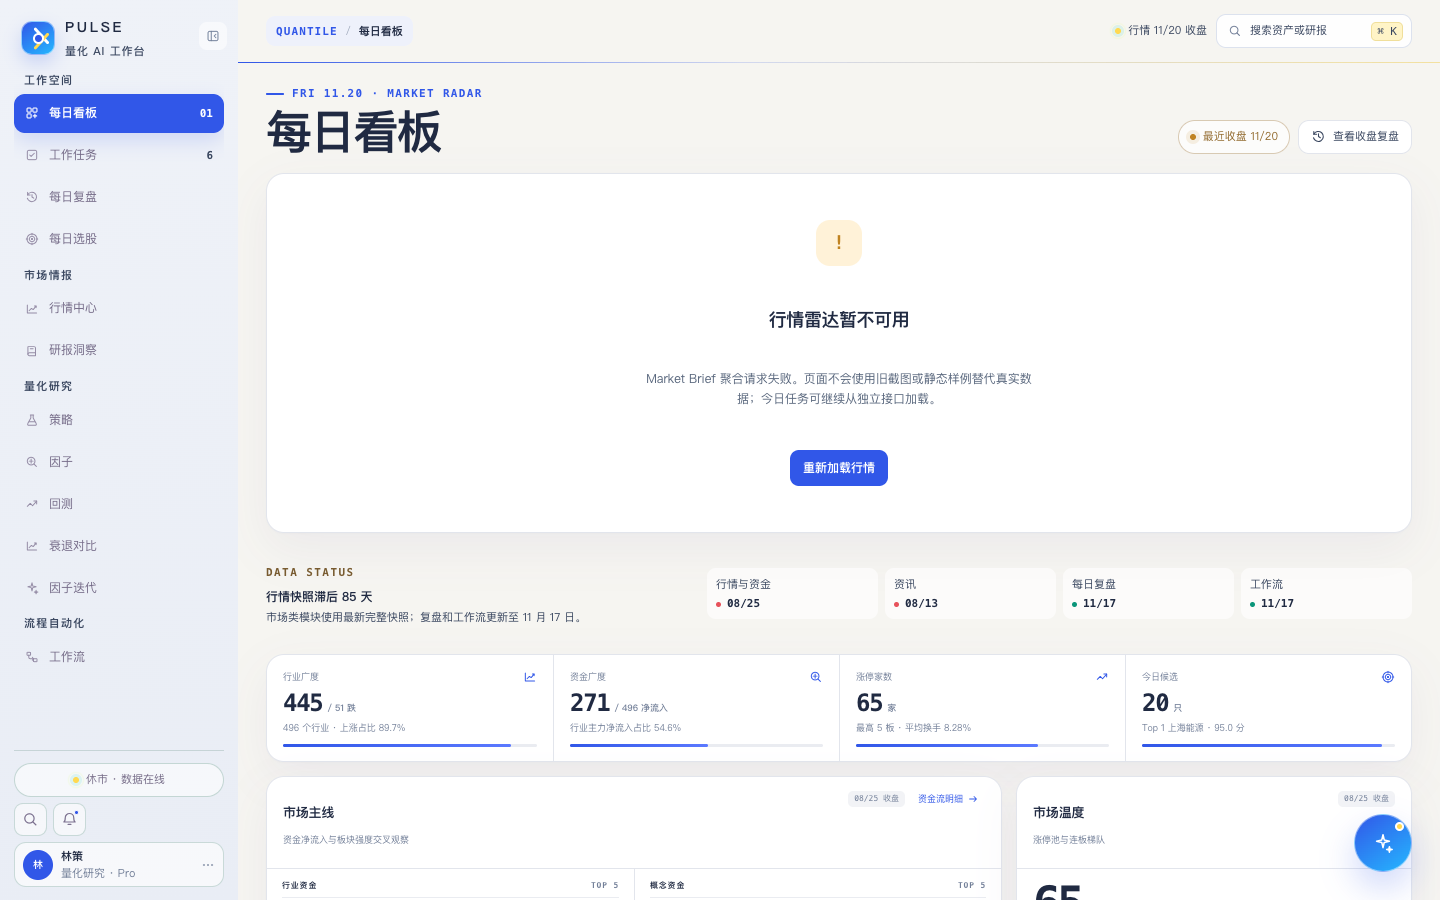 PULSE
量化 AI 工作台
工作空间
每日看板 01
工作任务 6
每日复盘
每日选股
市场情报
行情中心
研报洞察
量化研究
策略
因子
回测
衰退对比
因子迭代
流程自动化
工作流
休市 · 数据在线
林
林策
量化研究 · Pro
QUANTILE / 每日看板
行情 11/20 收盘
搜索资产或研报 ⌘ K
FRI 11.20 · MARKET RADAR
每日看板
最近收盘 11/20
查看收盘复盘
!
行情雷达暂不可用
Market Brief 聚合请求失败。页面不会使用旧截图或静态样例替代真实数
据；今日任务可继续从独立接口加载。
重新加载行情
DATA STATUS
行情快照滞后 85 天
市场类模块使用最新完整快照；复盘和工作流更新至 11 月 17 日。
行情与资金
08/25
资讯
08/13
每日复盘
11/17
工作流
11/17
行业广度
445 / 51 跌
496 个行业 · 上涨占比 89.7%
资金广度
271 / 496 净流入
行业主力净流入占比 54.6%
涨停家数
65 家
最高 5 板 · 平均换手 8.28%
今日候选
20 只
Top 1 上海能源 · 95.0 分
市场主线
08/25 收盘
资金流明细 →
资金净流入与板块强度交叉观察
行业资金 TOP 5
概念资金 TOP 5
市场温度
08/25 收盘
涨停池与连板梯队
65